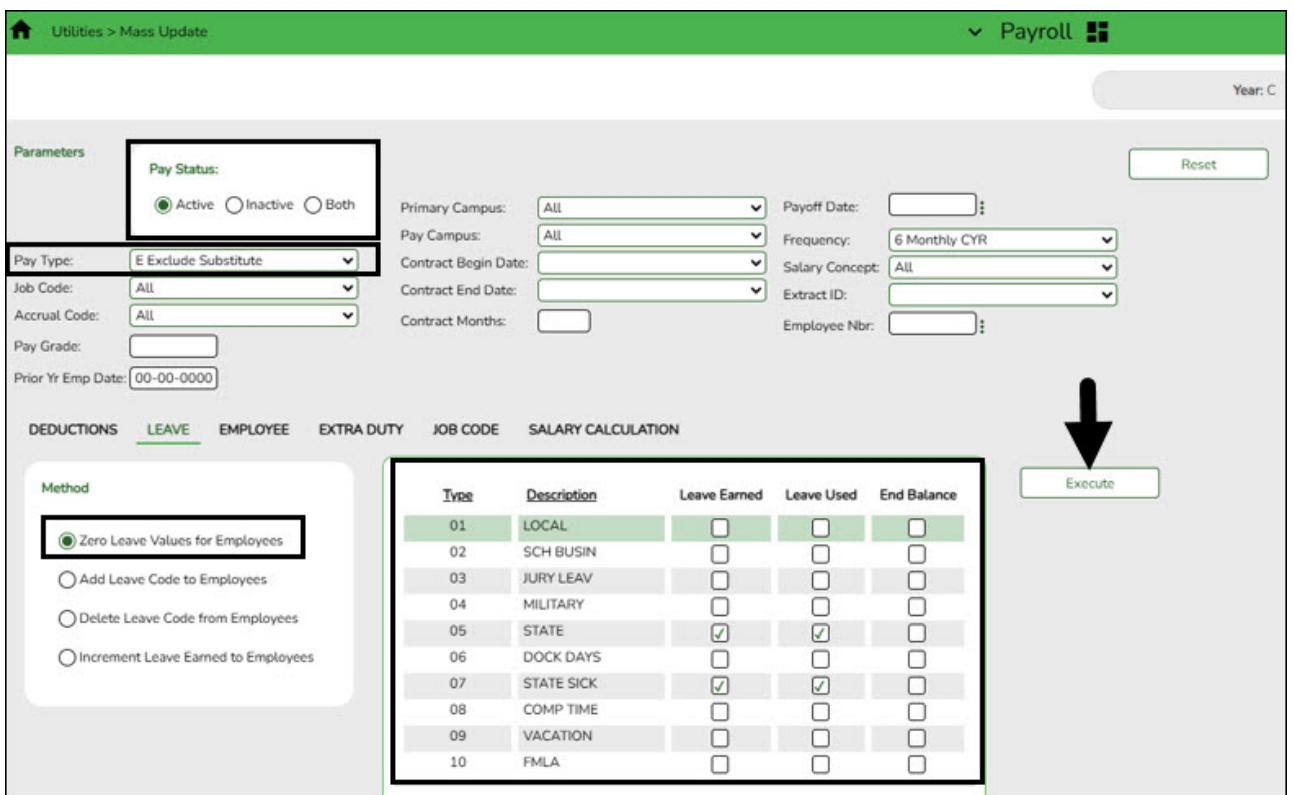 Utilities > Mass Update
Payroll
Year: C
Parameters
Pay Status:
Active Inactive Both
Reset
Primary Campus: All
Payoff Date:
Pay Campus: All
Frequency: 6 Monthly CYR
Pay Type: E Exclude Substitute
Contract Begin Date:
Salary Concept: All
Job Code: All
Contract End Date:
Extract ID:
Accrual Code: All
Contract Months:
Employee Nbr:
Pay Grade:
Prior Yr Emp Date: 00-00-0000
DEDUCTIONS LEAVE EMPLOYEE EXTRA DUTY JOB CODE SALARY CALCULATION
Method
Zero Leave Values for Employees
Add Leave Code to Employees
Delete Leave Code from Employees
Increment Leave Earned to Employees
Type Description Leave Earned Leave Used End Balance
01 LOCAL
02 SCH BUSIN
03 JURY LEAV
04 MILITARY
05 STATE
06 DOCK DAYS
07 STATE SICK
08 COMP TIME
09 VACATION
10 FMLA
Execute